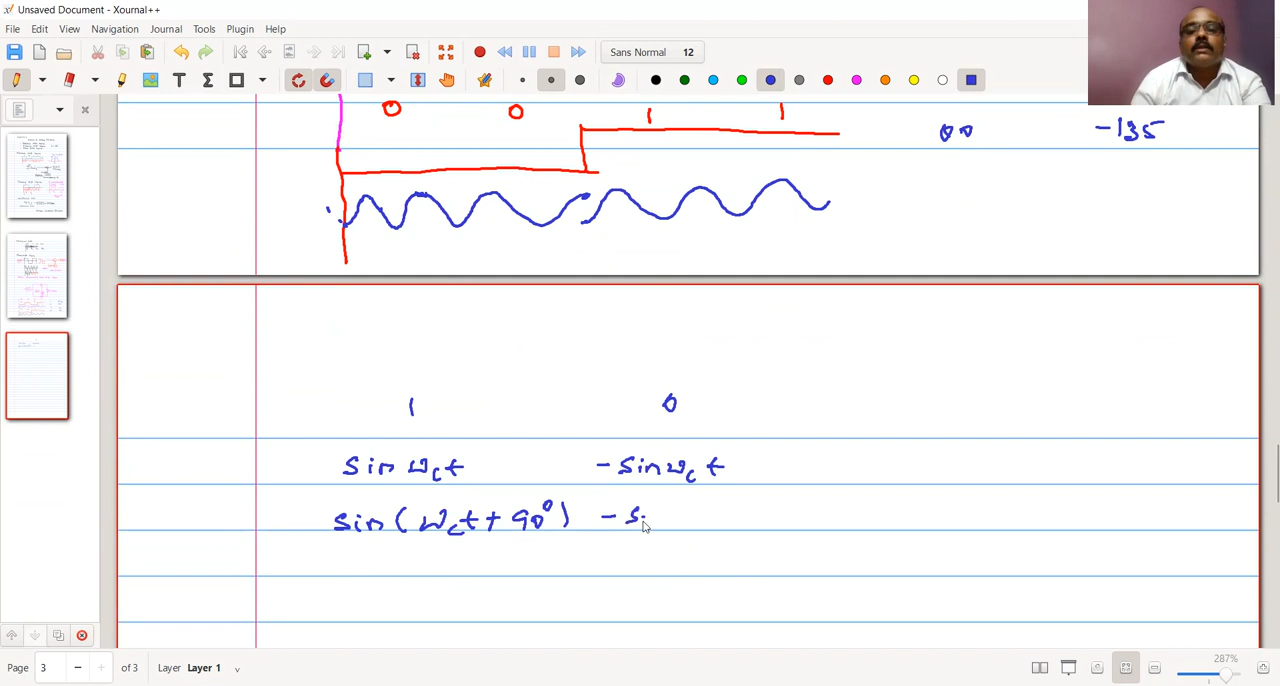 Unsaved Document - Xournal++
File Edit View Navigation Journal Tools Plugin Help
Sans Normal 12
0 0 1 1
00 -135
1 0
sin ωct -sin ωct
sin(ωct + 90°) - s
Page 3 of 3 Layer Layer 1
287%